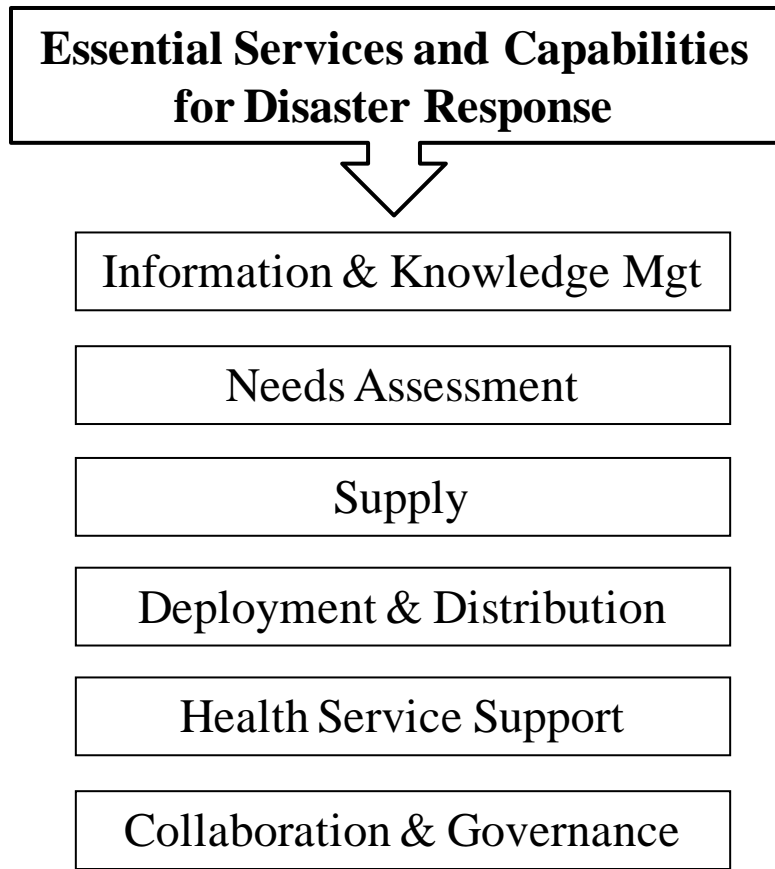 Essential Services and Capabilities
for Disaster Response
Information & Knowledge Mgt
Needs Assessment
Supply
Deployment & Distribution
Health Service Support
Collaboration & Governance